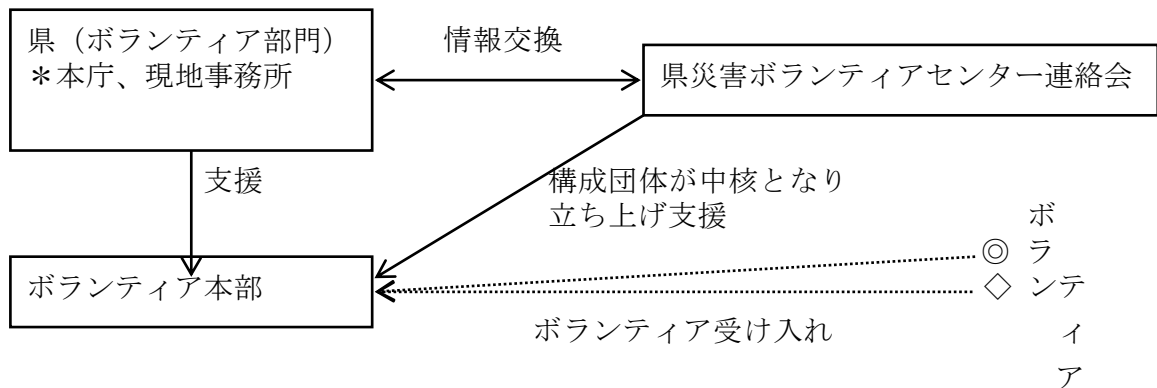 県（ボランティア部門）
＊本庁、現地事務所
情報交換
県災害ボランティアセンター連絡会
支援
構成団体が中核となり
立ち上げ支援
ボランティア本部
◎
◇
ボランティア
ボランティア受け入れ